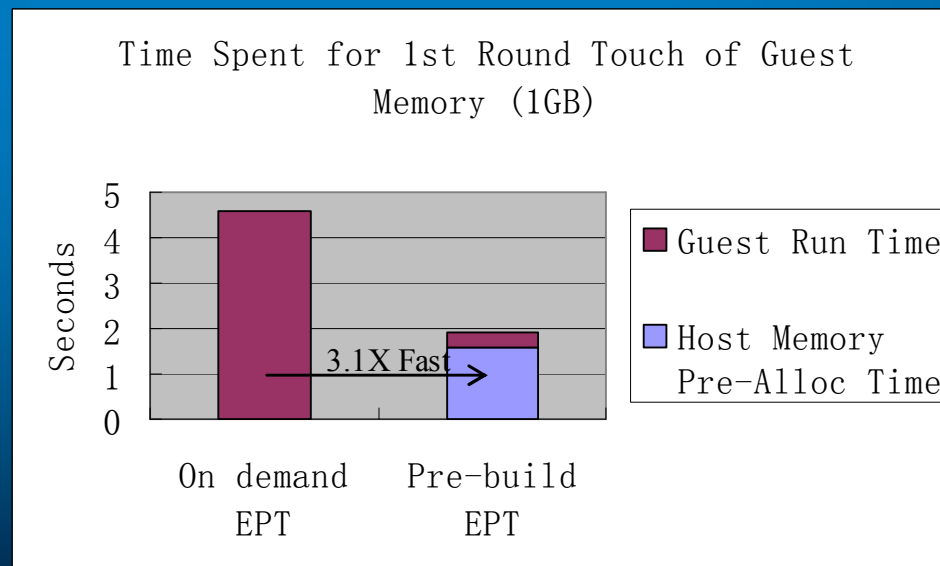 Time Spent for 1st Round Touch of Guest
Memory (1GB)
Seconds
5
4
3
2
1
0
3.1X Fast
On demand
EPT
Pre-build
EPT
Guest Run Time
Host Memory
Pre-Alloc Time